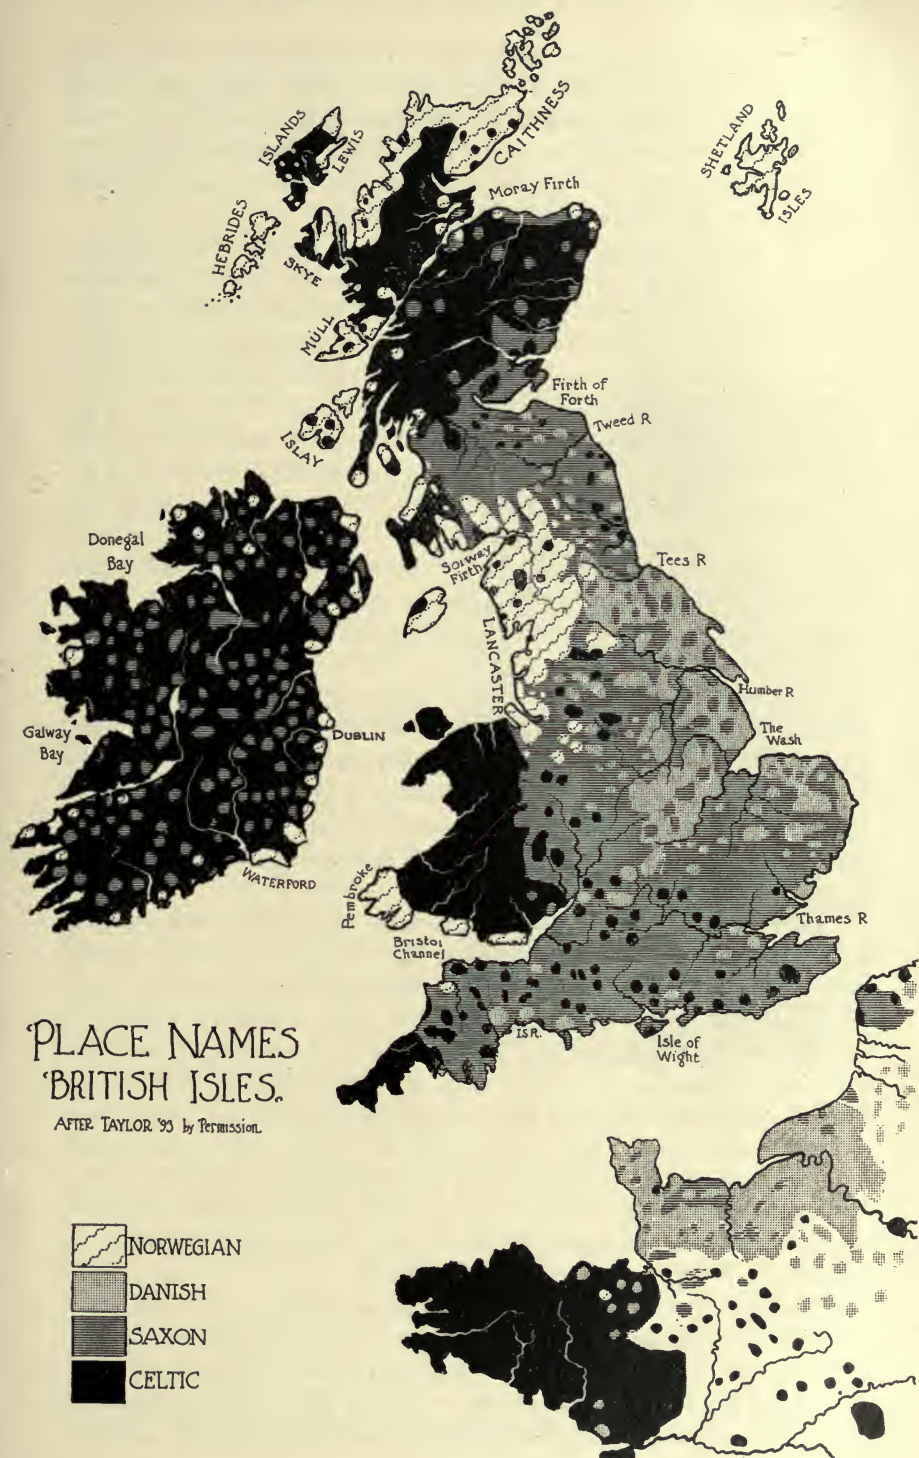 ISLANDS
LEWIS
CAITHNESS
SHETLAND
ISLES
HEBRIDES
Moray Firth
SKYE
MULL
Firth of
Forth
Tweed R
ISLAY
Donegal
Bay
Solway
Firth
Tees R
LANCASTER
Humber R
Galway
Bay
DUBLIN
The
Wash
WATERFORD
Pembroke
Thames R
Bristol
Channel
IS R.
Isle of
Wight
PLACE NAMES
BRITISH ISLES.
AFTER TAYLOR '93 by Permission.
NORWEGIAN
DANISH
SAXON
CELTIC